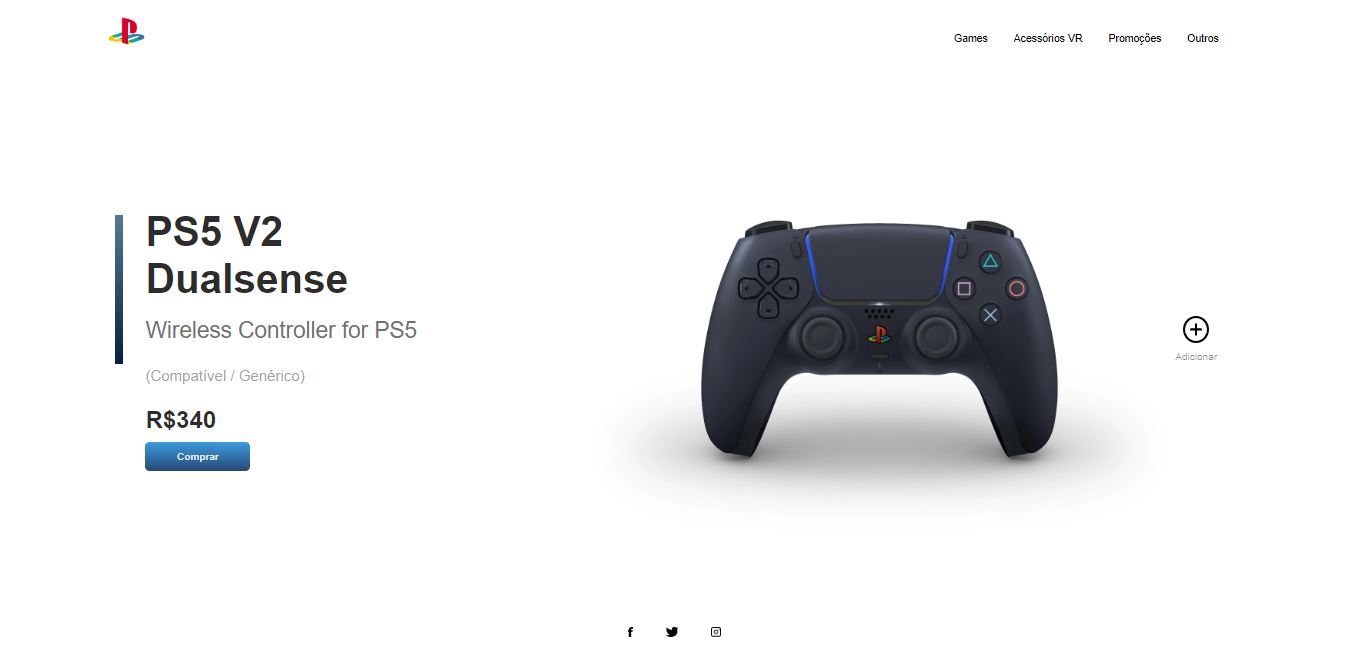 Games Acessórios VR Promoções Outros
PS5 V2
Dualsense
Wireless Controller for PS5
(Compatível / Genérico)
R$340
Comprar
Adicionar